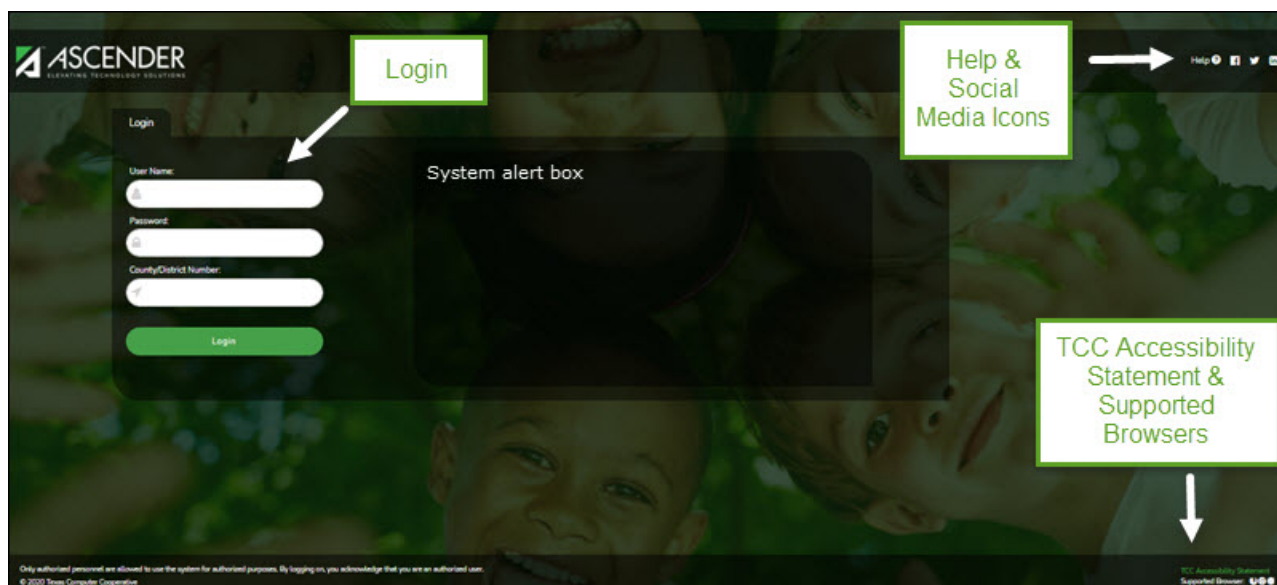 ASCENDER
ELEVATING TECHNOLOGY SOLUTIONS
Login
Help &
Social
Media Icons
Help
Login
User Name:
System alert box
Password:
County/District Number:
Login
TCC Accessibility
Statement &
Supported
Browsers
Only authorized personnel are allowed to use the system for authorized purposes. By logging on, you acknowledge that you are an authorized user.
© 2020 Texas Computer Cooperative
TCC Accessibility Statement
Supported Browser: